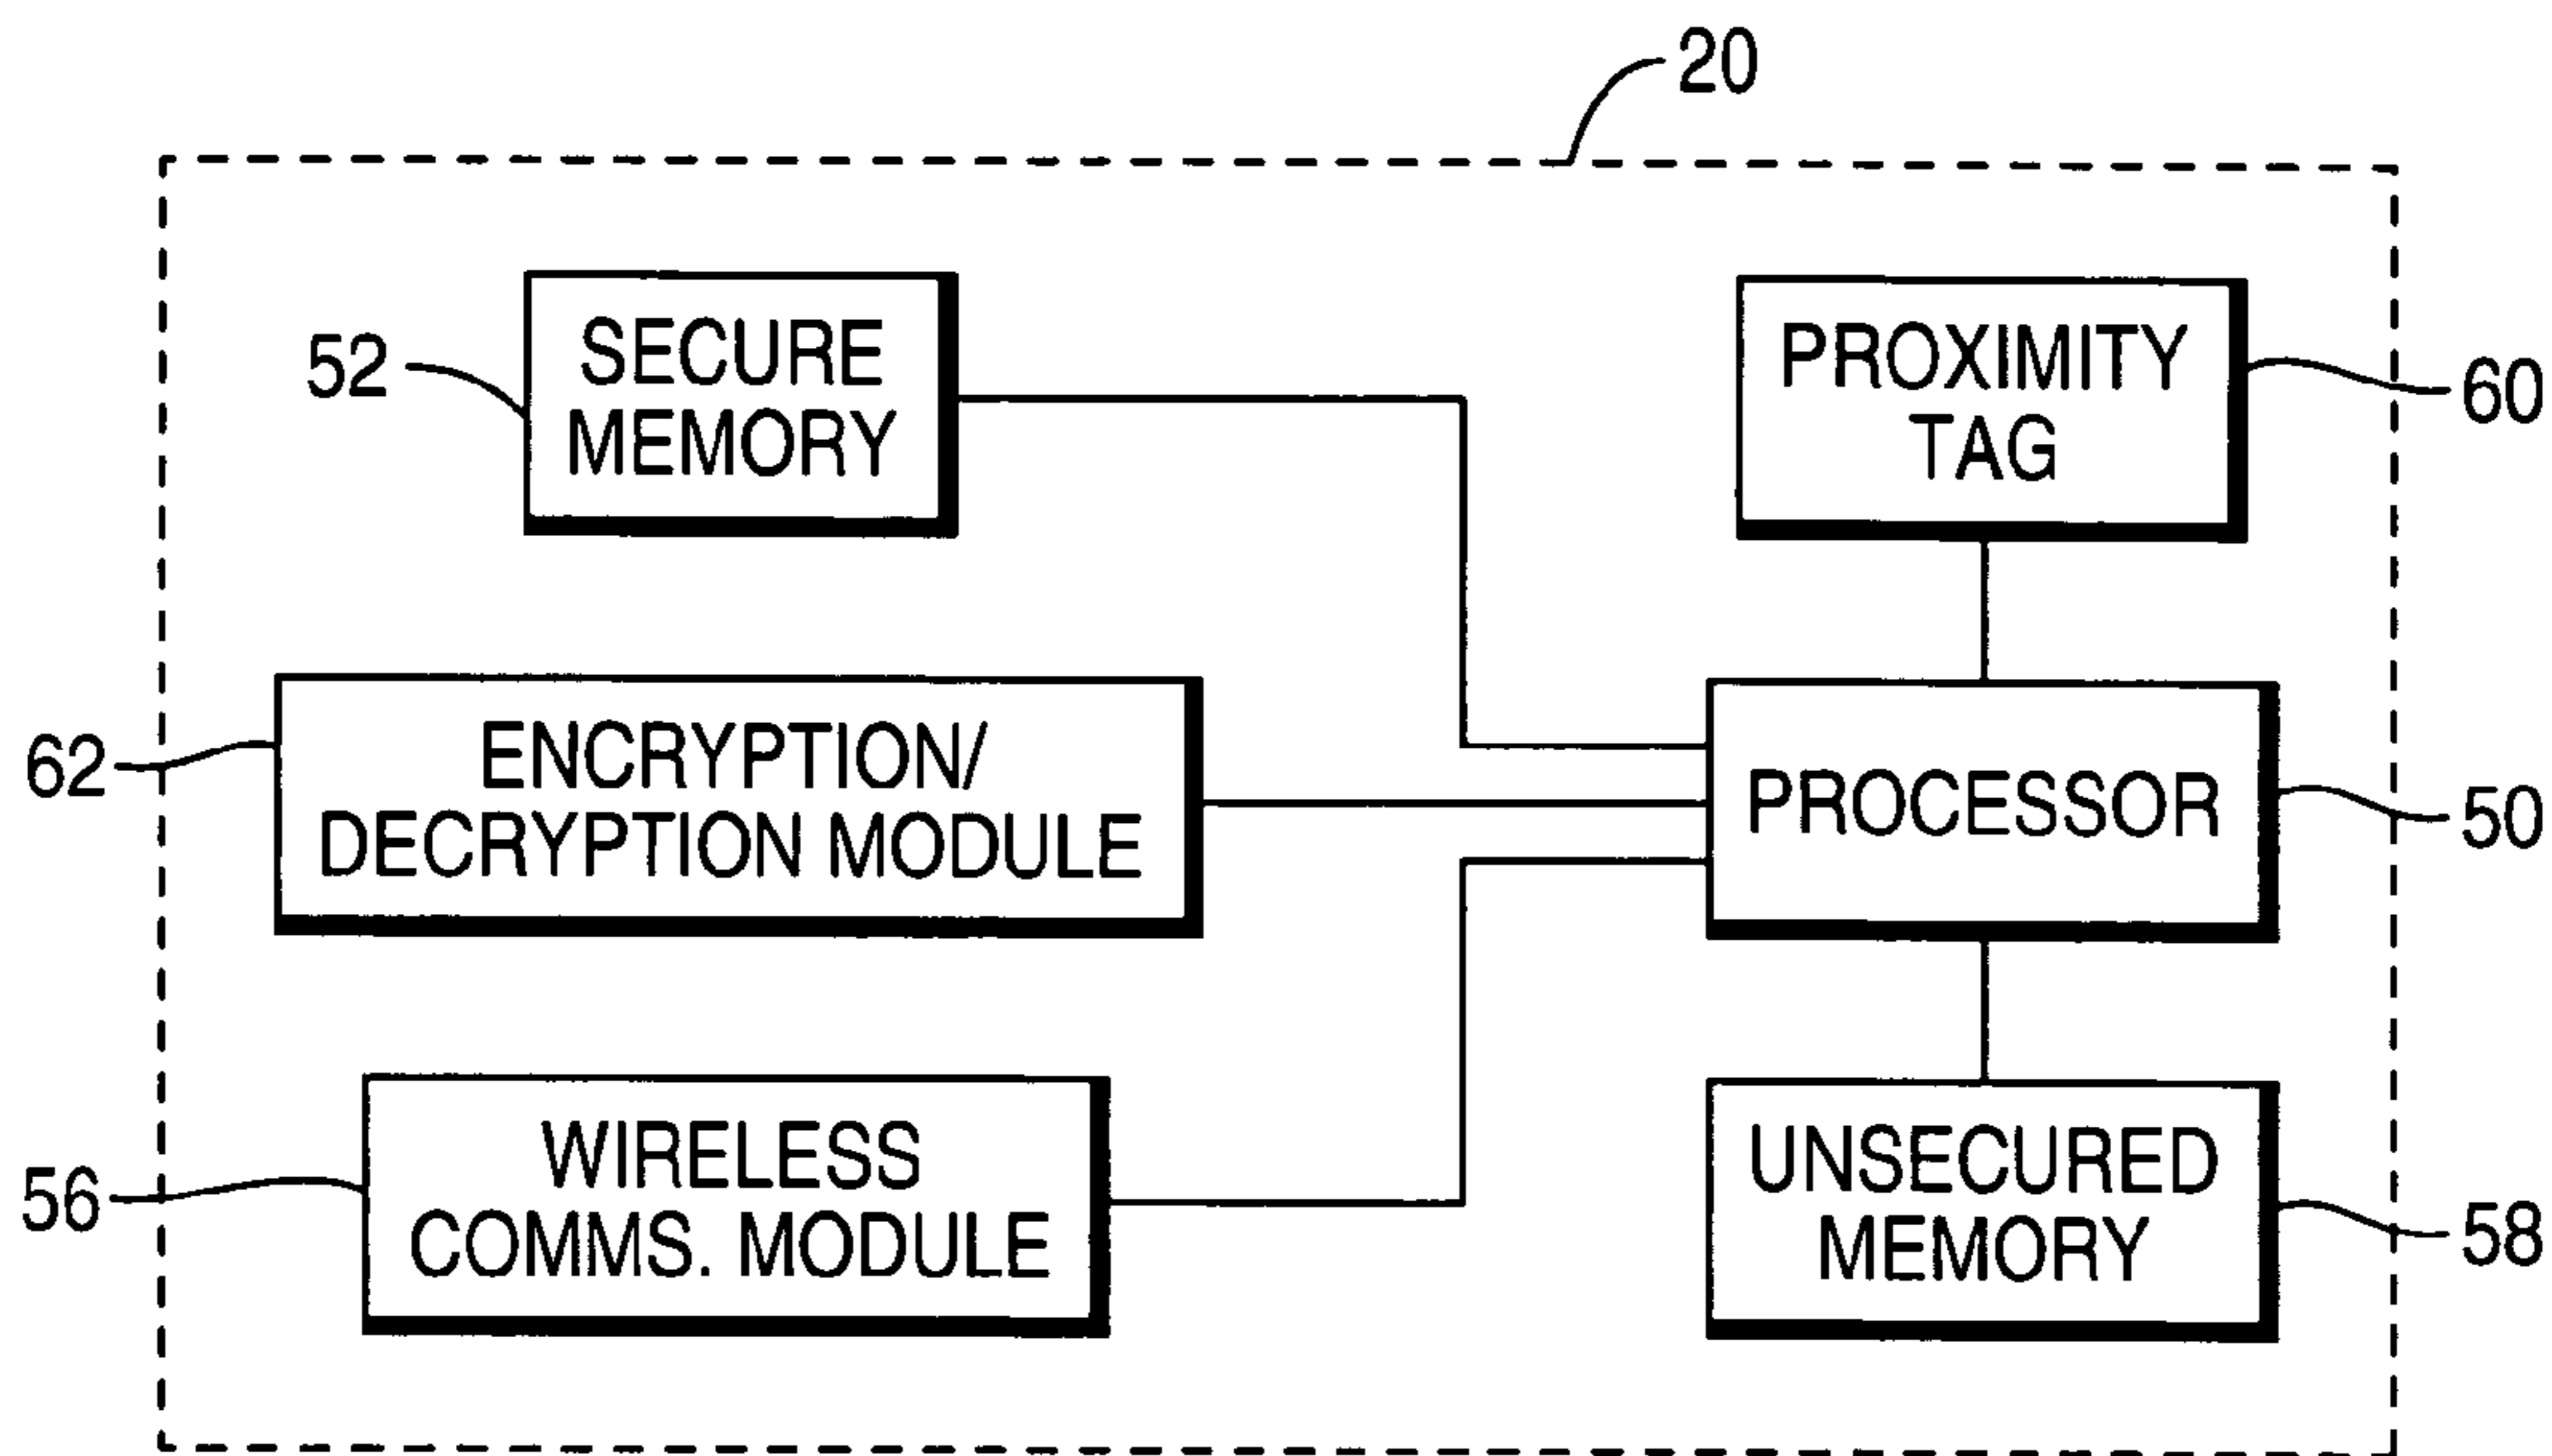 20
SECURE
MEMORY
52
PROXIMITY
TAG
60
ENCRYPTION/
DECRYPTION MODULE
62
PROCESSOR
50
WIRELESS
COMMS. MODULE
56
UNSECURED
MEMORY
58